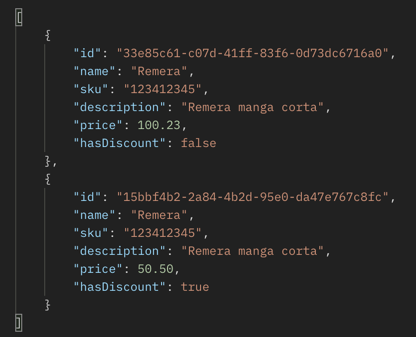 [
{
"id": "33e85c61-c07d-41ff-83f6-0d73dc6716a0",
"name": "Remera",
"sku": "123412345",
"description": "Remera manga corta",
"price": 100.23,
"hasDiscount": false
},
{
"id": "15bbf4b2-2a84-4b2d-95e0-da47e767c8fc",
"name": "Remera",
"sku": "123412345",
"description": "Remera manga corta",
"price": 50.50,
"hasDiscount": true
}
]